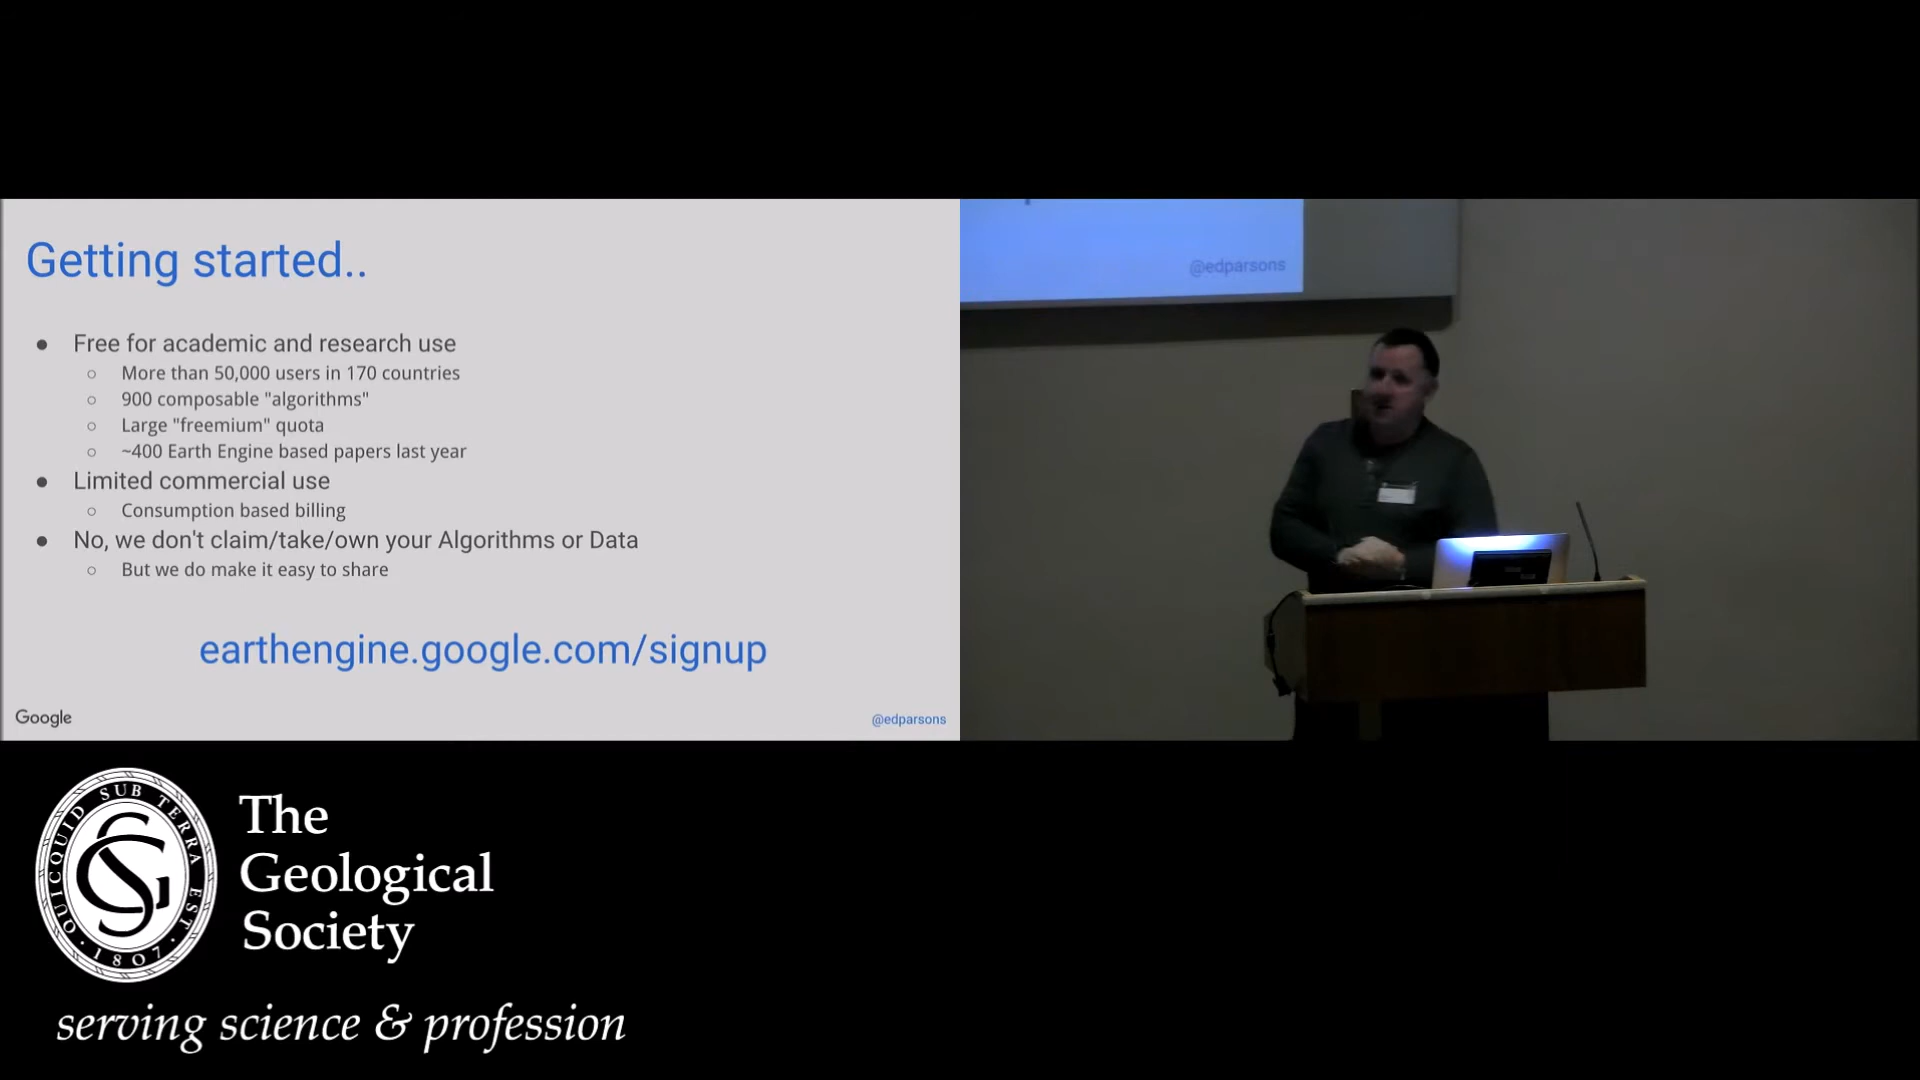 Getting started..
● Free for academic and research use
○ More than 50,000 users in 170 countries
○ 900 composable "algorithms"
○ Large "freemium" quota
○ ~400 Earth Engine based papers last year
● Limited commercial use
○ Consumption based billing
● No, we don't claim/take/own your Algorithms or Data
○ But we do make it easy to share
earthengine.google.com/signup
Google
@edparsons
@edparsons
QUICQUID SUB TERRA EST
1807
The
Geological
Society
serving science & profession